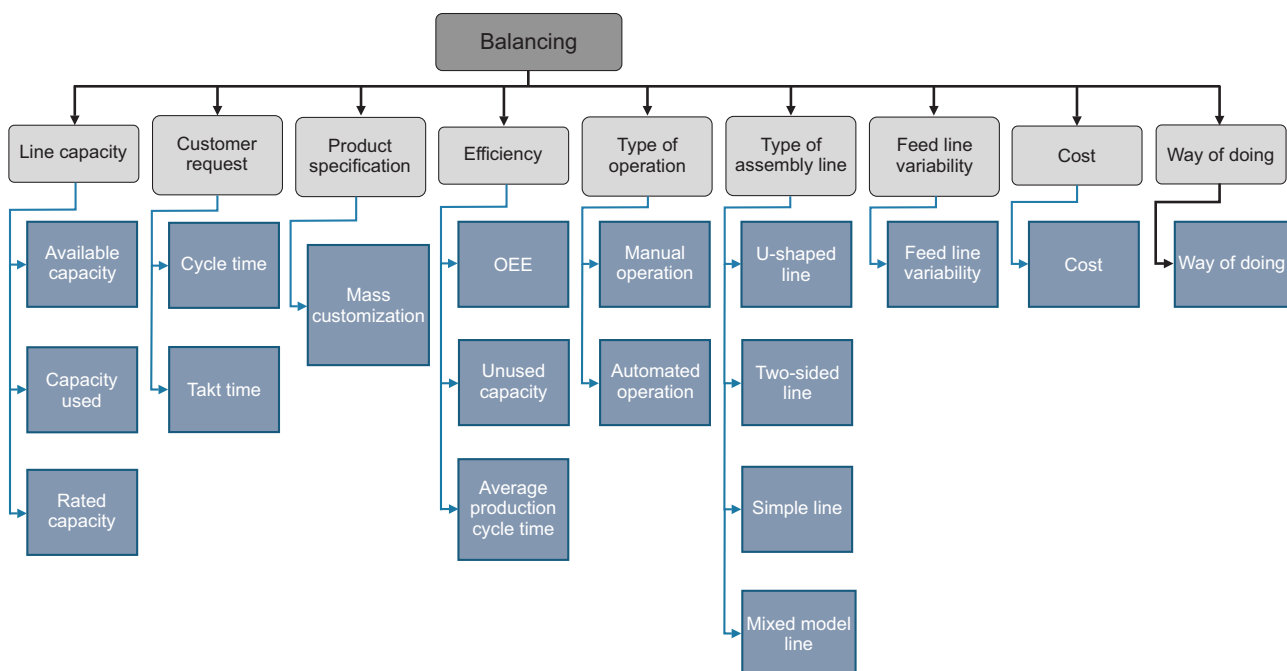 Balancing
Line capacity
Customer
request
Product
specification
Efficiency
Type of
operation
Type of
assembly line
Feed line
variability
Cost
Way of doing
Available
capacity
Capacity
used
Rated
capacity
Cycle time
Takt time
Mass
customization
OEE
Unused
capacity
Average
production
cycle time
Manual
operation
Automated
operation
U-shaped
line
Two-sided
line
Simple line
Mixed model
line
Feed line
variability
Cost
Way of doing